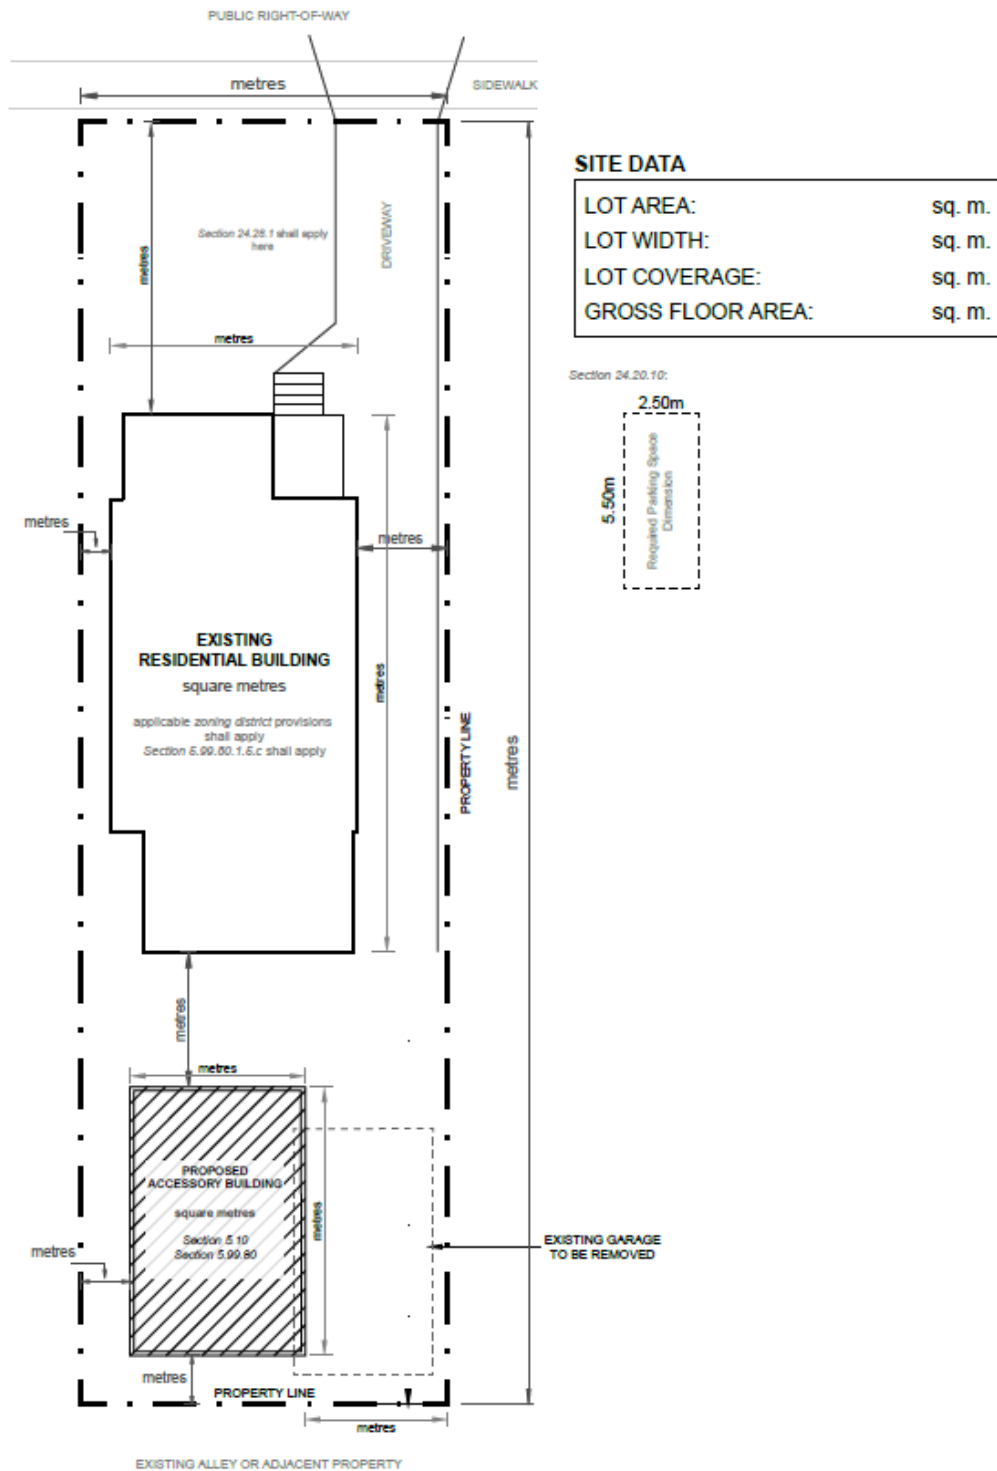 PUBLIC RIGHT-OF-WAY
metres
SIDEWALK
Section 24.26.1 shall apply
here
DRIVEWAY
metres
metres
SITE DATA
LOT AREA: sq. m.
LOT WIDTH: sq. m.
LOT COVERAGE: sq. m.
GROSS FLOOR AREA: sq. m.
Section 24.20.10:
2.50m
5.50m
Required Parking Space
Dimension
metres
metres
EXISTING
RESIDENTIAL BUILDING
square metres
applicable zoning district provisions
shall apply
Section 5.99.80.1.5.c shall apply
metres
PROPERTY LINE
metres
metres
metres
PROPOSED
ACCESSORY BUILDING
square metres
Section 5.10
Section 5.99.80
metres
EXISTING GARAGE
TO BE REMOVED
metres
metres
PROPERTY LINE
metres
EXISTING ALLEY OR ADJACENT PROPERTY